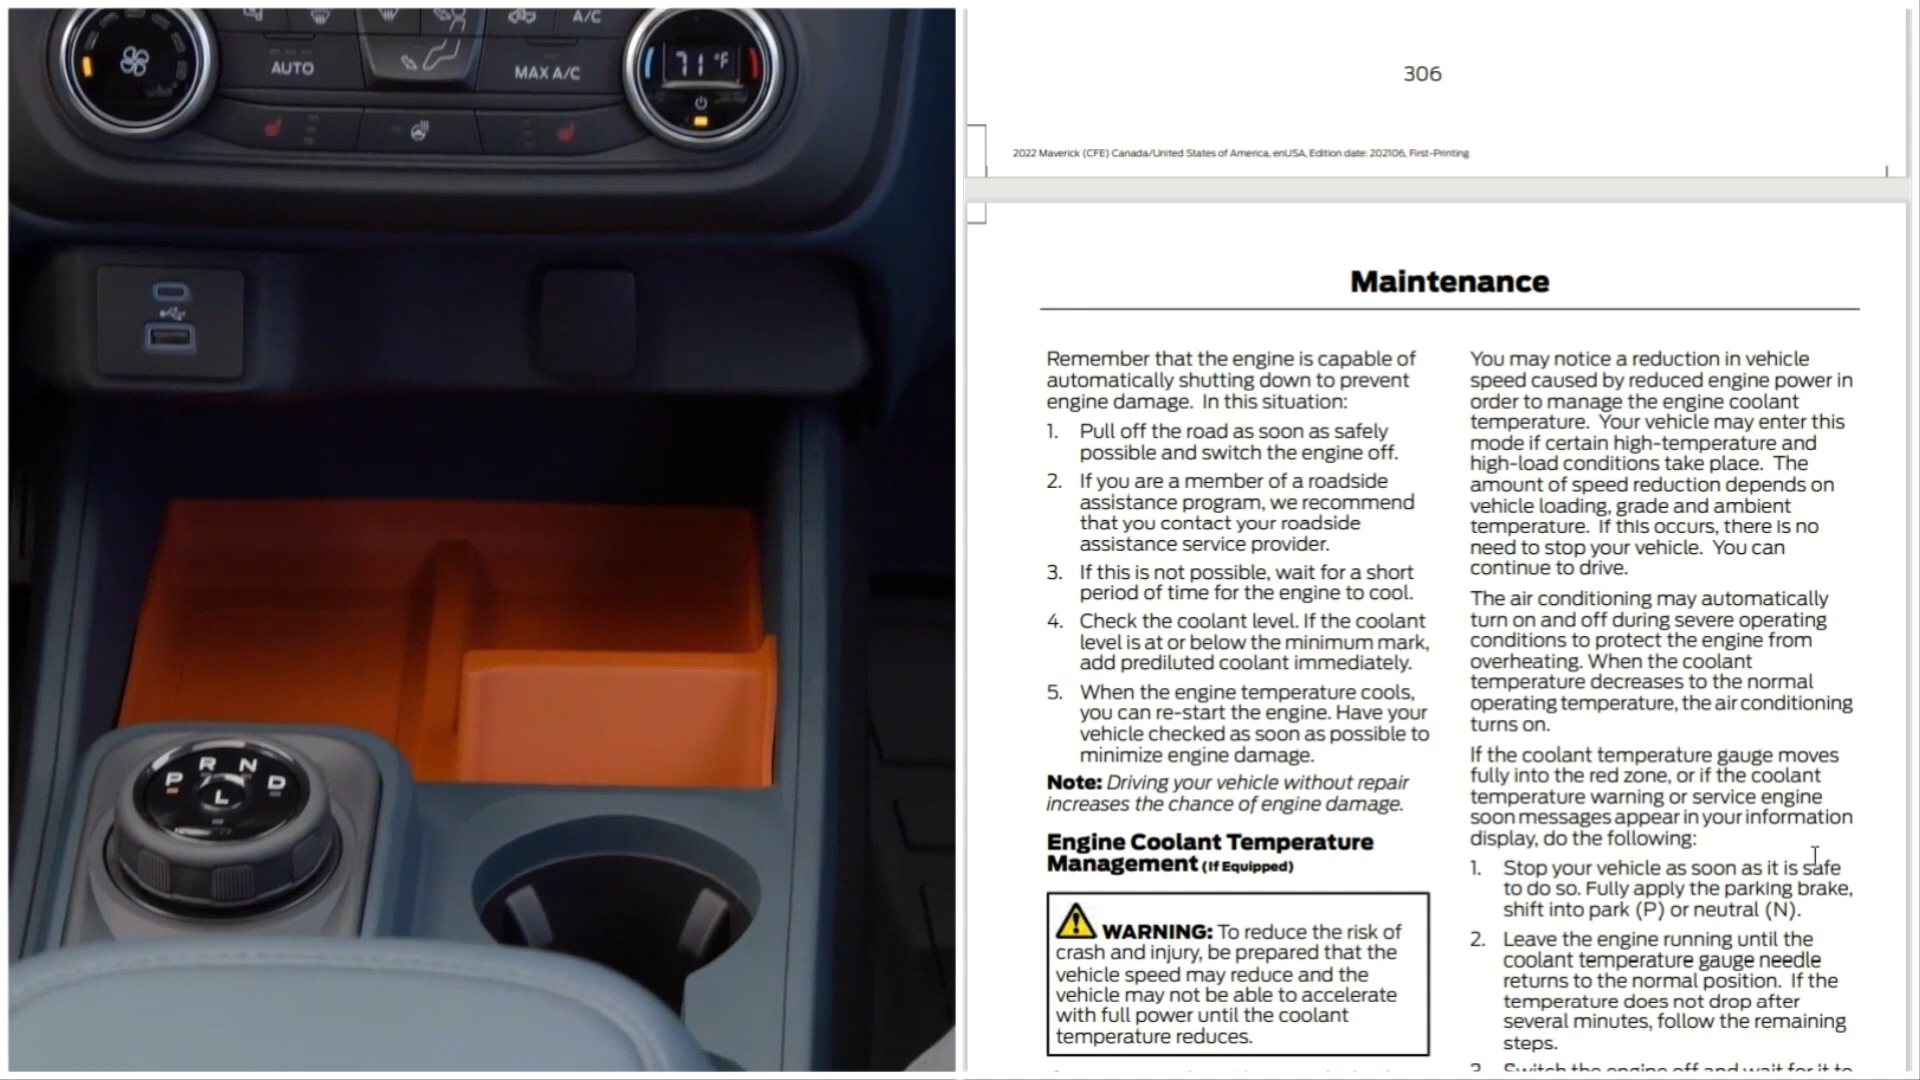 A/C
AUTO
MAX A/C
71 °F
P R N D
L
306
2022 Maverick (CFE) Canada/United States of America, enUSA, Edition date: 202106, First-Printing
Maintenance
Remember that the engine is capable of
automatically shutting down to prevent
engine damage. In this situation:
1. Pull off the road as soon as safely
possible and switch the engine off.
2. If you are a member of a roadside
assistance program, we recommend
that you contact your roadside
assistance service provider.
3. If this is not possible, wait for a short
period of time for the engine to cool.
4. Check the coolant level. If the coolant
level is at or below the minimum mark,
add prediluted coolant immediately.
5. When the engine temperature cools,
you can re-start the engine. Have your
vehicle checked as soon as possible to
minimize engine damage.
Note: Driving your vehicle without repair
increases the chance of engine damage.
Engine Coolant Temperature
Management (If Equipped)
WARNING: To reduce the risk of
crash and injury, be prepared that the
vehicle speed may reduce and the
vehicle may not be able to accelerate
with full power until the coolant
temperature reduces.
You may notice a reduction in vehicle
speed caused by reduced engine power in
order to manage the engine coolant
temperature. Your vehicle may enter this
mode if certain high-temperature and
high-load conditions take place. The
amount of speed reduction depends on
vehicle loading, grade and ambient
temperature. If this occurs, there is no
need to stop your vehicle. You can
continue to drive.
The air conditioning may automatically
turn on and off during severe operating
conditions to protect the engine from
overheating. When the coolant
temperature decreases to the normal
operating temperature, the air conditioning
turns on.
If the coolant temperature gauge moves
fully into the red zone, or if the coolant
temperature warning or service engine
soon messages appear in your information
display, do the following:
1. Stop your vehicle as soon as it is safe
to do so. Fully apply the parking brake,
shift into park (P) or neutral (N).
2. Leave the engine running until the
coolant temperature gauge needle
returns to the normal position. If the
temperature does not drop after
several minutes, follow the remaining
steps.
3. Switch the engine off and wait for it to